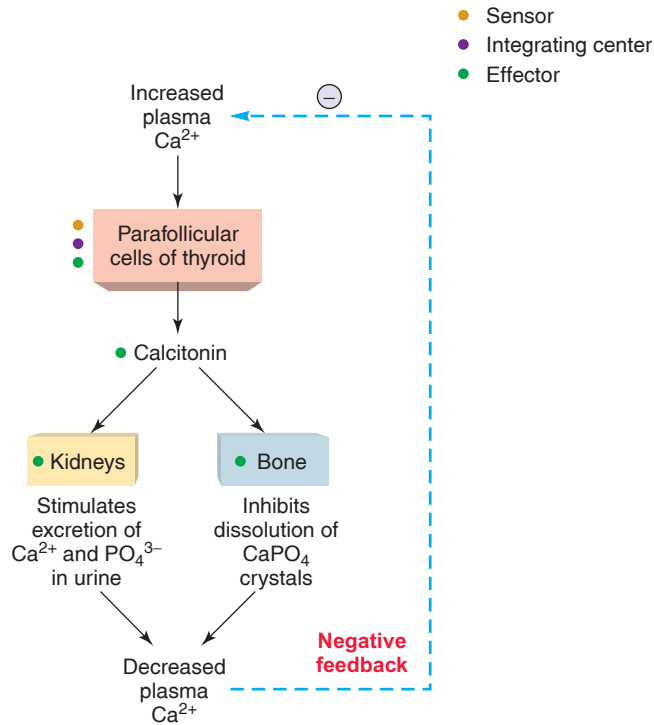 Sensor
Integrating center
Effector
−
Increased
plasma
Ca²⁺
Parafollicular
cells of thyroid
Calcitonin
Kidneys
Bone
Stimulates
excretion of
Ca²⁺ and PO₄³⁻
in urine
Inhibits
dissolution of
CaPO₄
crystals
Negative
feedback
Decreased
plasma
Ca²⁺